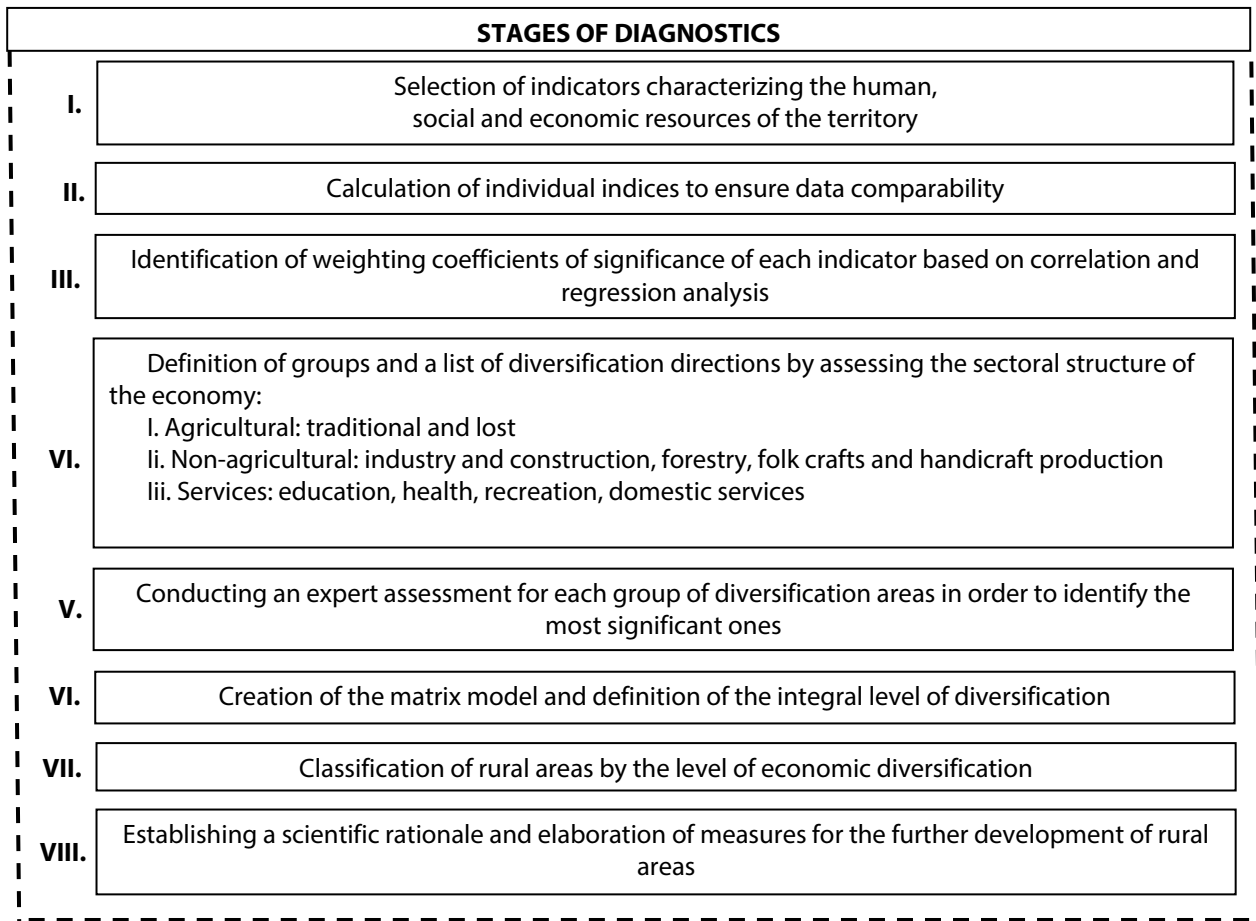 STAGES OF DIAGNOSTICS
I.
Selection of indicators characterizing the human,
social and economic resources of the territory
II.
Calculation of individual indices to ensure data comparability
III.
Identification of weighting coefficients of significance of each indicator based on correlation and
regression analysis
VI.
Definition of groups and a list of diversification directions by assessing the sectoral structure of
the economy:
I. Agricultural: traditional and lost
Ii. Non-agricultural: industry and construction, forestry, folk crafts and handicraft production
Iii. Services: education, health, recreation, domestic services
V.
Conducting an expert assessment for each group of diversification areas in order to identify the
most significant ones
VI.
Creation of the matrix model and definition of the integral level of diversification
VII.
Classification of rural areas by the level of economic diversification
VIII.
Establishing a scientific rationale and elaboration of measures for the further development of rural
areas